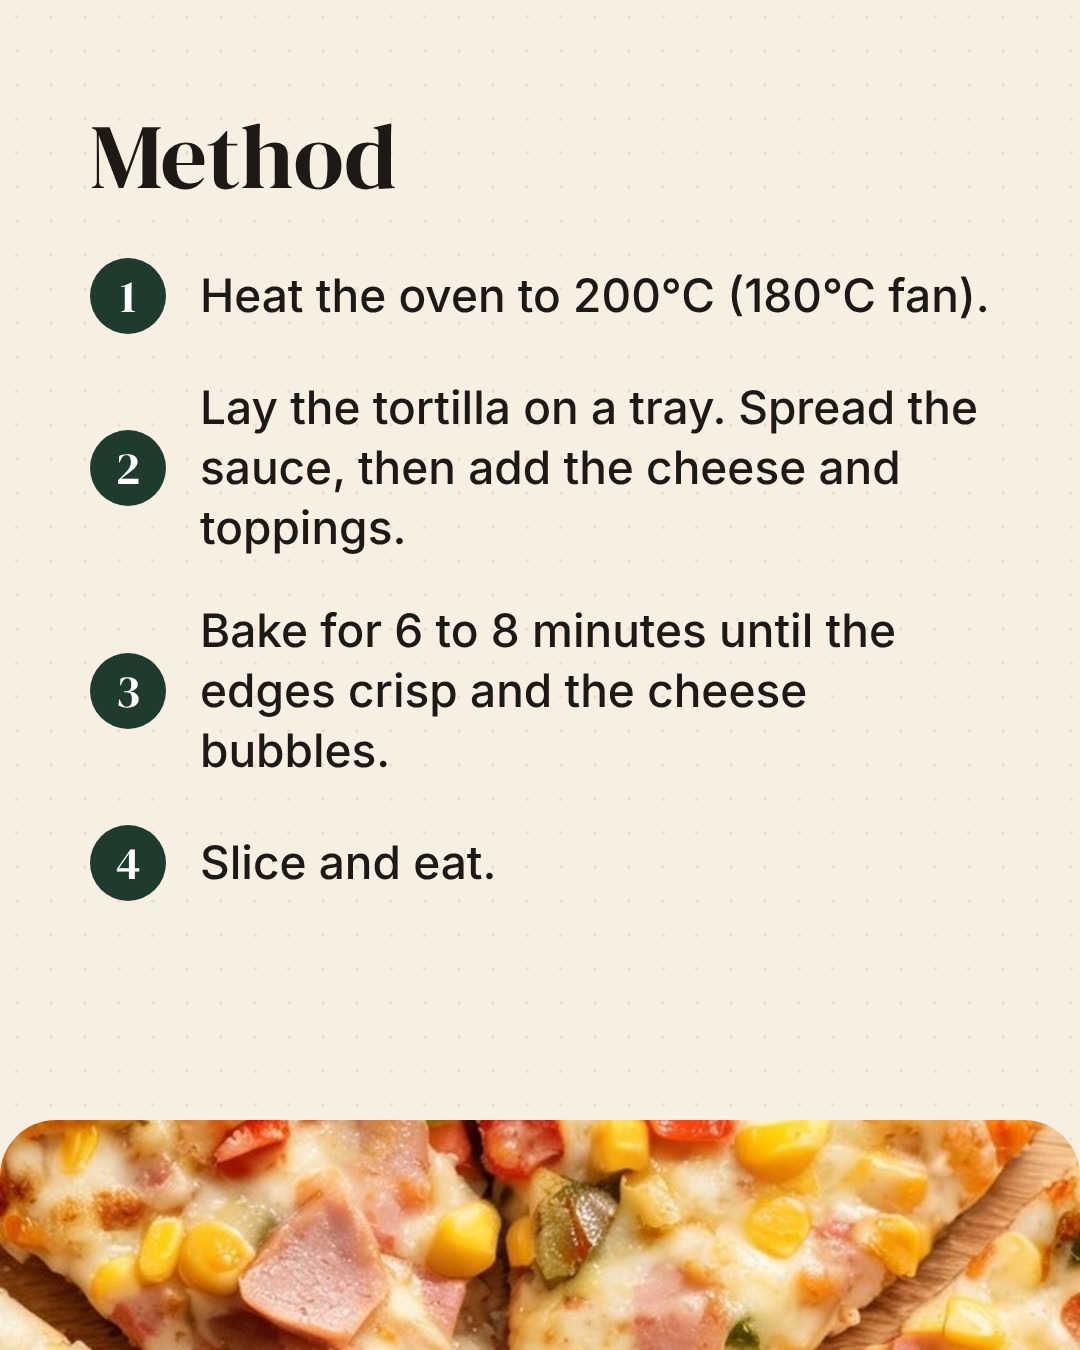 Method
1 Heat the oven to 200°C (180°C fan).
2 Lay the tortilla on a tray. Spread the
sauce, then add the cheese and
toppings.
3 Bake for 6 to 8 minutes until the
edges crisp and the cheese
bubbles.
4 Slice and eat.